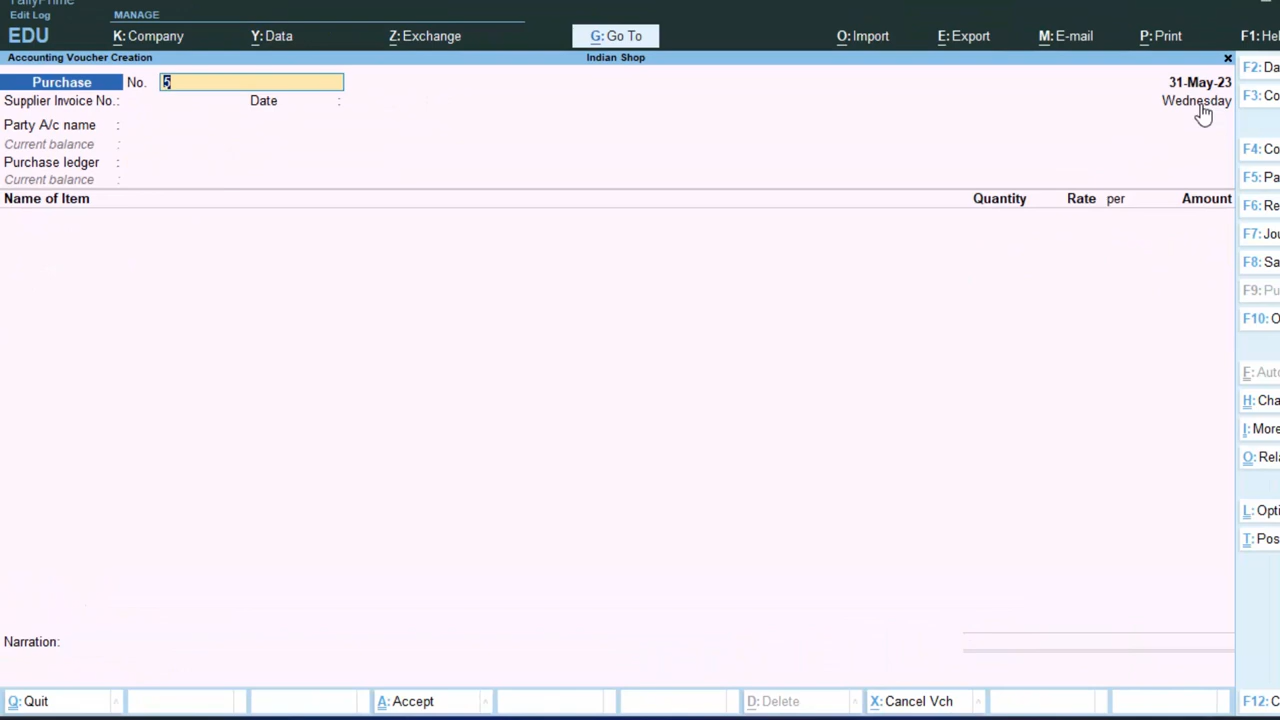 TallyPrime
Edit Log
MANAGE
EDU
K: Company
Y: Data
Z: Exchange
G: Go To
O: Import
E: Export
M: E-mail
P: Print
F1: Hel
Accounting Voucher Creation
Indian Shop
×
Purchase No. 5
31-May-23
Supplier Invoice No.: Date :
Wednesday
Party A/c name :
Current balance :
Purchase ledger :
Current balance :
Name of Item Quantity Rate per Amount
Narration:
F2: Da
F3: Co
F4: Co
F5: Pa
F6: Re
F7: Jou
F8: Sa
F9: Pu
F10: O
F: Auto
H: Cha
I: More
O: Rela
L: Opti
T: Pos
F12: C
Q: Quit
A: Accept
D: Delete
X: Cancel Vch